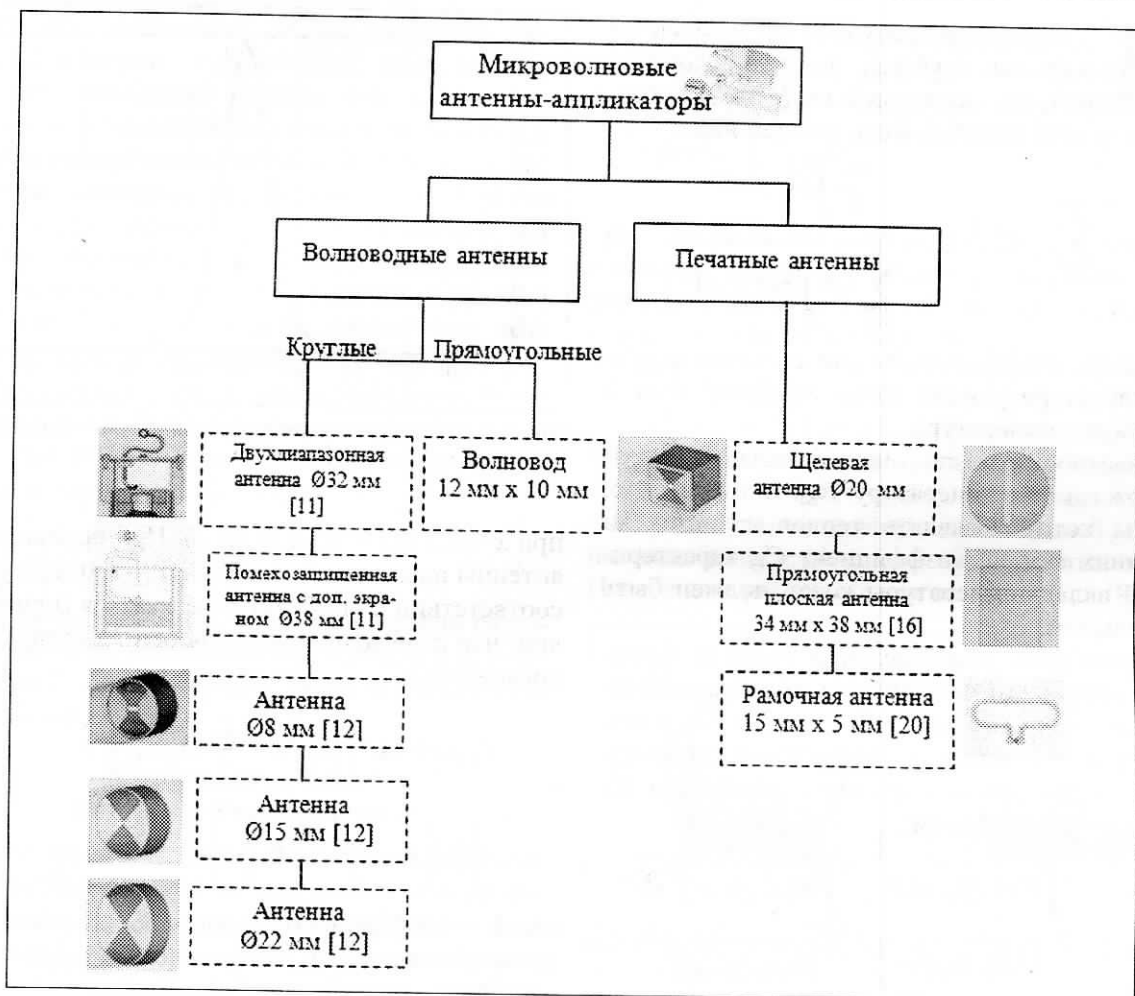 Микроволновые
антенны-аппликаторы
Волноводные антенны
Печатные антенны
Круглые
Прямоугольные
Двухдиапазонная
антенна Ø32 мм
[11]
Волновод
12 мм x 10 мм
Щелевая
антенна Ø20 мм
Помехозащищенная
антенна с доп. экра-
ном Ø38 мм [11]
Прямоугольная
плоская антенна
34 мм x 38 мм [16]
Антенна
Ø8 мм [12]
Рамочная антенна
15 мм x 5 мм [20]
Антенна
Ø15 мм [12]
Антенна
Ø22 мм [12]